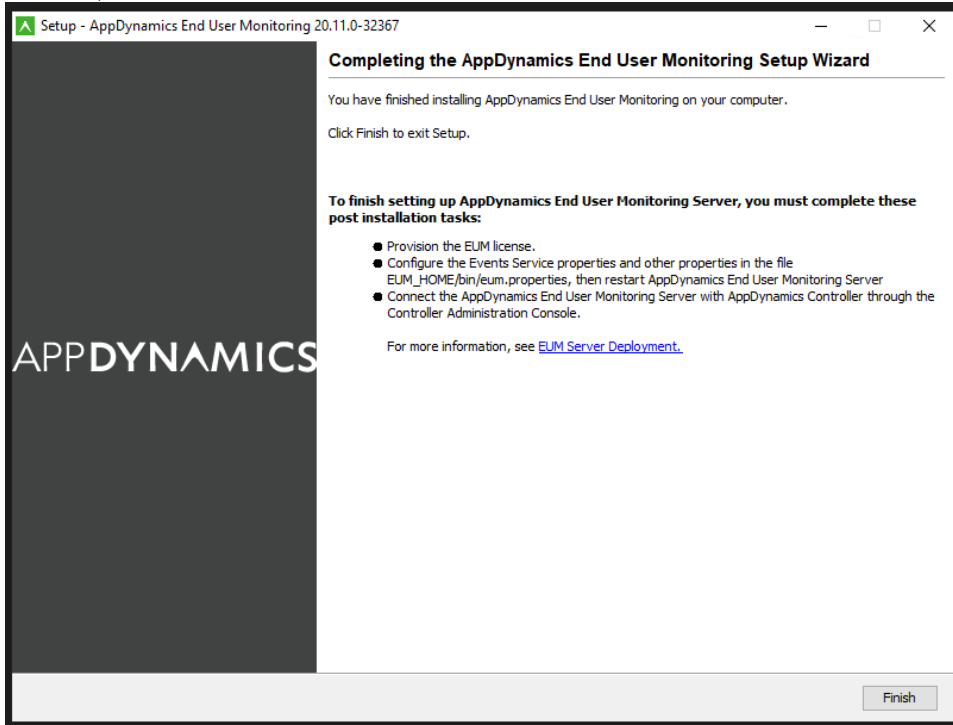 Setup - AppDynamics End User Monitoring 20.11.0-32367
Completing the AppDynamics End User Monitoring Setup Wizard
You have finished installing AppDynamics End User Monitoring on your computer.
Click Finish to exit Setup.
To finish setting up AppDynamics End User Monitoring Server, you must complete these
post installation tasks:
● Provision the EUM license.
● Configure the Events Service properties and other properties in the file
EUM_HOME/bin/eum.properties, then restart AppDynamics End User Monitoring Server
● Connect the AppDynamics End User Monitoring Server with AppDynamics Controller through the
Controller Administration Console.
For more information, see EUM Server Deployment.
APPDYNAMICS
Finish